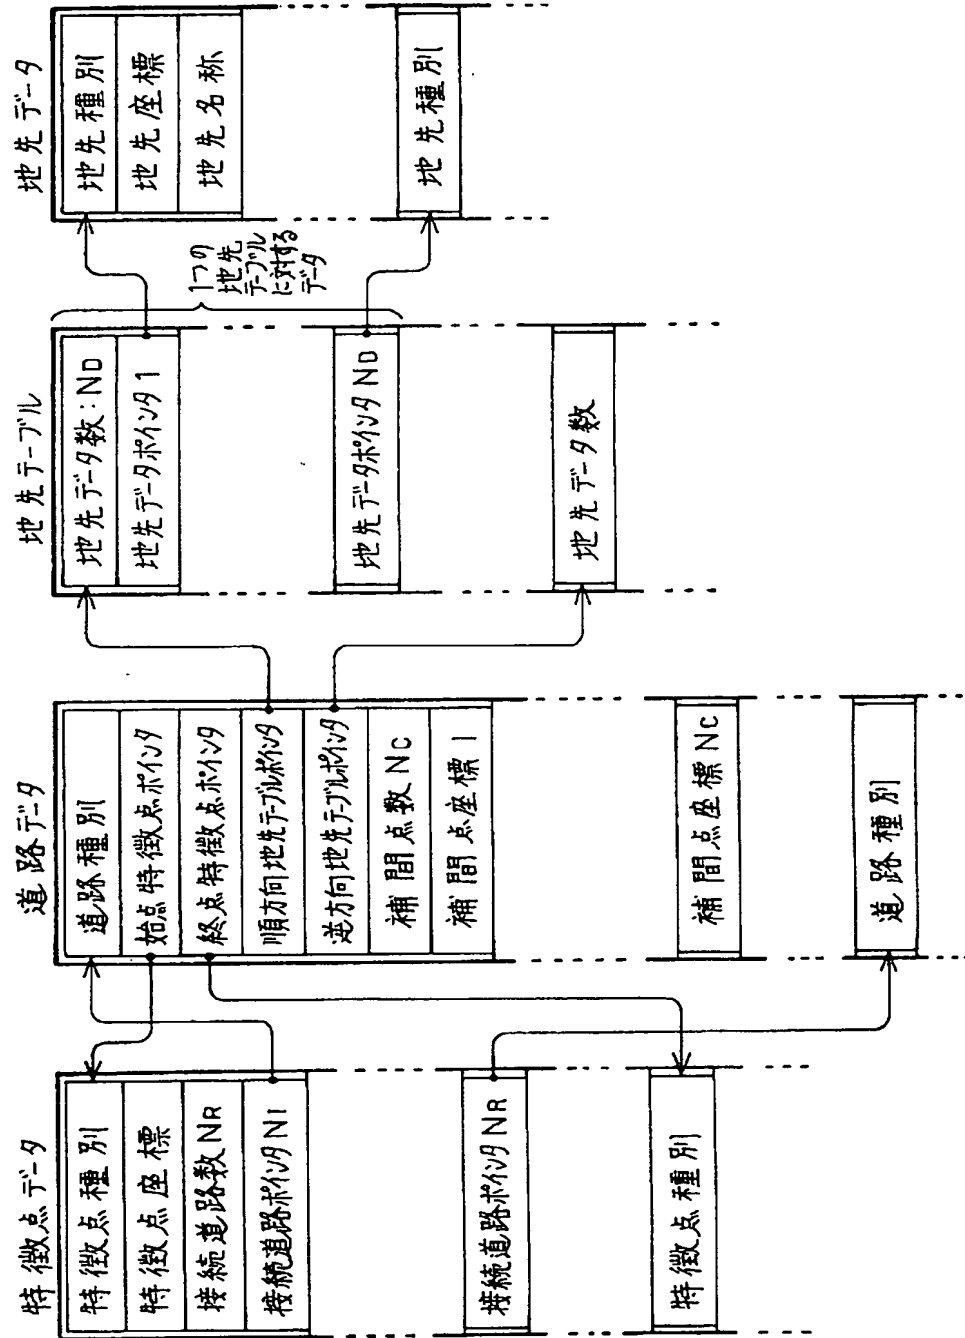 特徴点データ
特徴点種別
特徴点座標
接続道路数NR
接続道路ポインタN1
接続道路ポインタNR
特徴点種別
道路データ
道路種別
始点特徴点ポインタ
終点特徴点ポインタ
順方向地先テーブルポインタ
逆方向地先テーブルポインタ
補間点数NC
補間点座標1
補間点座標NC
道路種別
地先テーブル
地先データ数:ND
地先データポインタ1
地先データポインタND
地先データ数
1つの
地先
テーブル
に対する
データ
地先データ
地先種別
地先座標
地先名称
地先種別